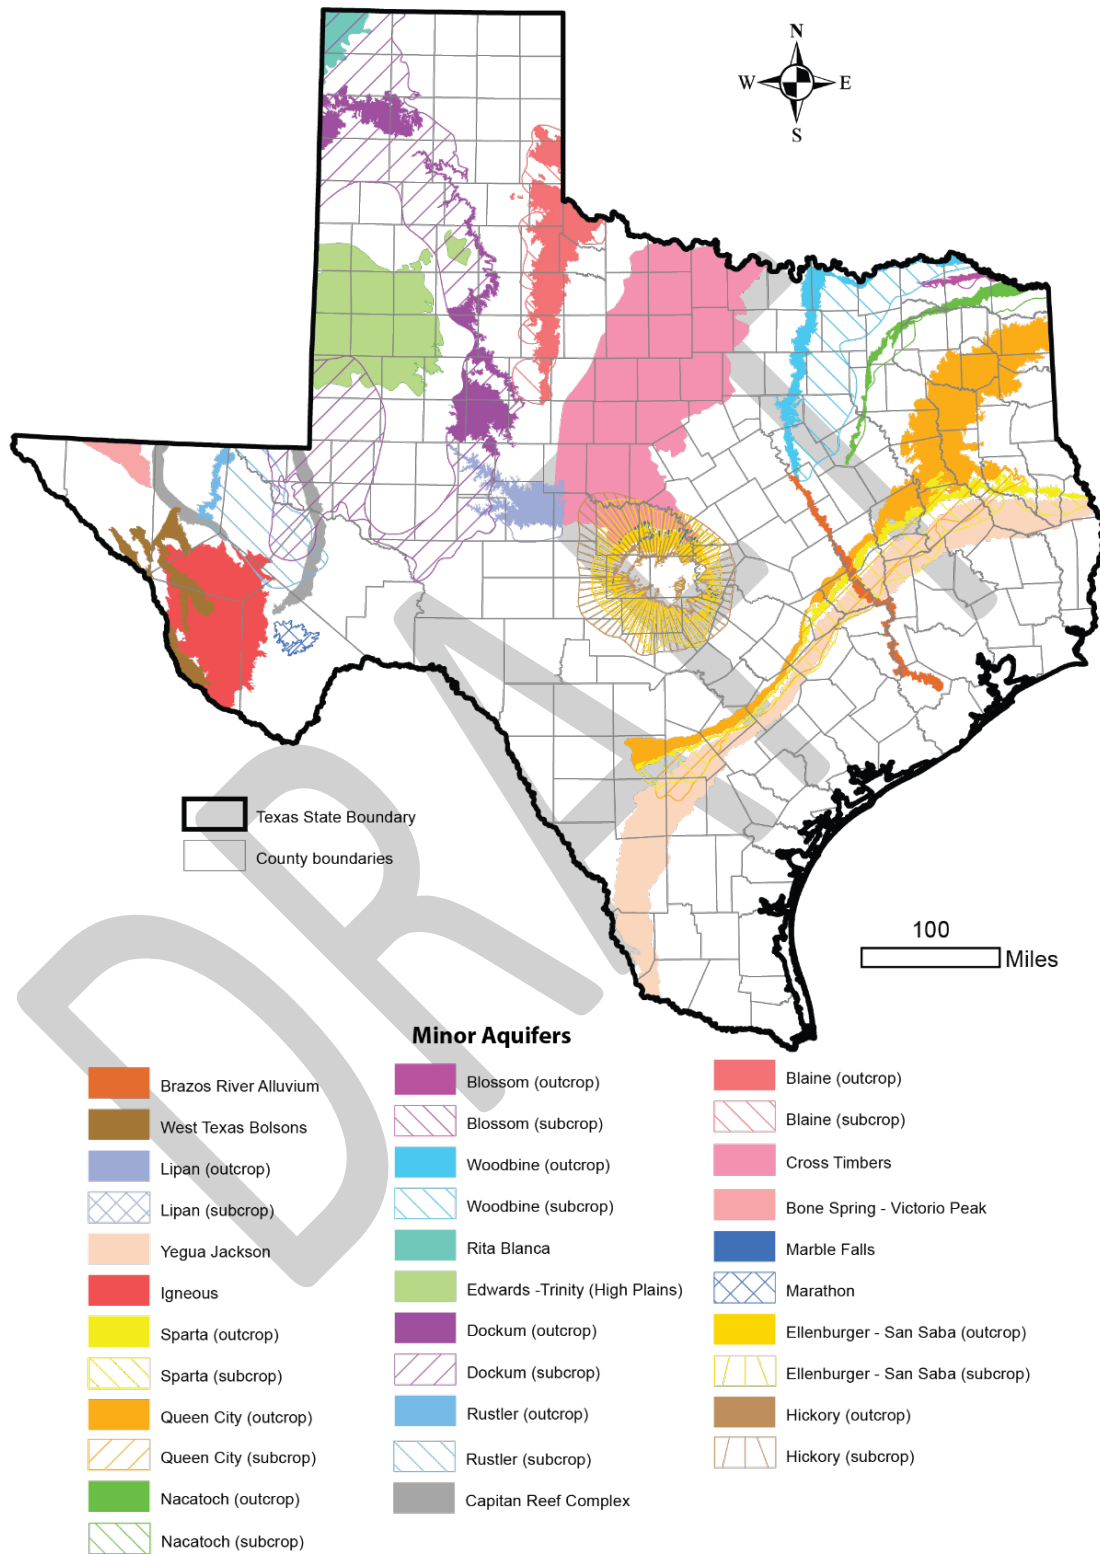 N
W E
S
DRAFT
Texas State Boundary
County boundaries
100
Miles
Minor Aquifers
Brazos River Alluvium
West Texas Bolsons
Lipan (outcrop)
Lipan (subcrop)
Yegua Jackson
Igneous
Sparta (outcrop)
Sparta (subcrop)
Queen City (outcrop)
Queen City (subcrop)
Nacatoch (outcrop)
Nacatoch (subcrop)
Blossom (outcrop)
Blossom (subcrop)
Woodbine (outcrop)
Woodbine (subcrop)
Rita Blanca
Edwards -Trinity (High Plains)
Dockum (outcrop)
Dockum (subcrop)
Rustler (outcrop)
Rustler (subcrop)
Capitan Reef Complex
Blaine (outcrop)
Blaine (subcrop)
Cross Timbers
Bone Spring - Victorio Peak
Marble Falls
Marathon
Ellenburger - San Saba (outcrop)
Ellenburger - San Saba (subcrop)
Hickory (outcrop)
Hickory (subcrop)